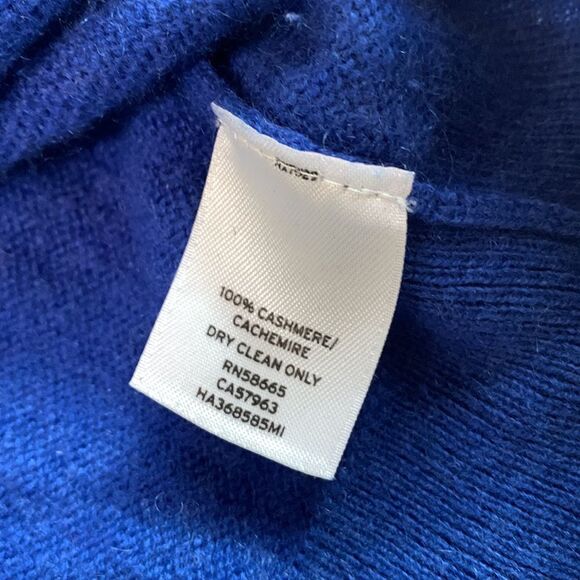 100% CASHMERE/
CACHEMIRE
DRY CLEAN ONLY
RN58665
CA57963
HA368585MI